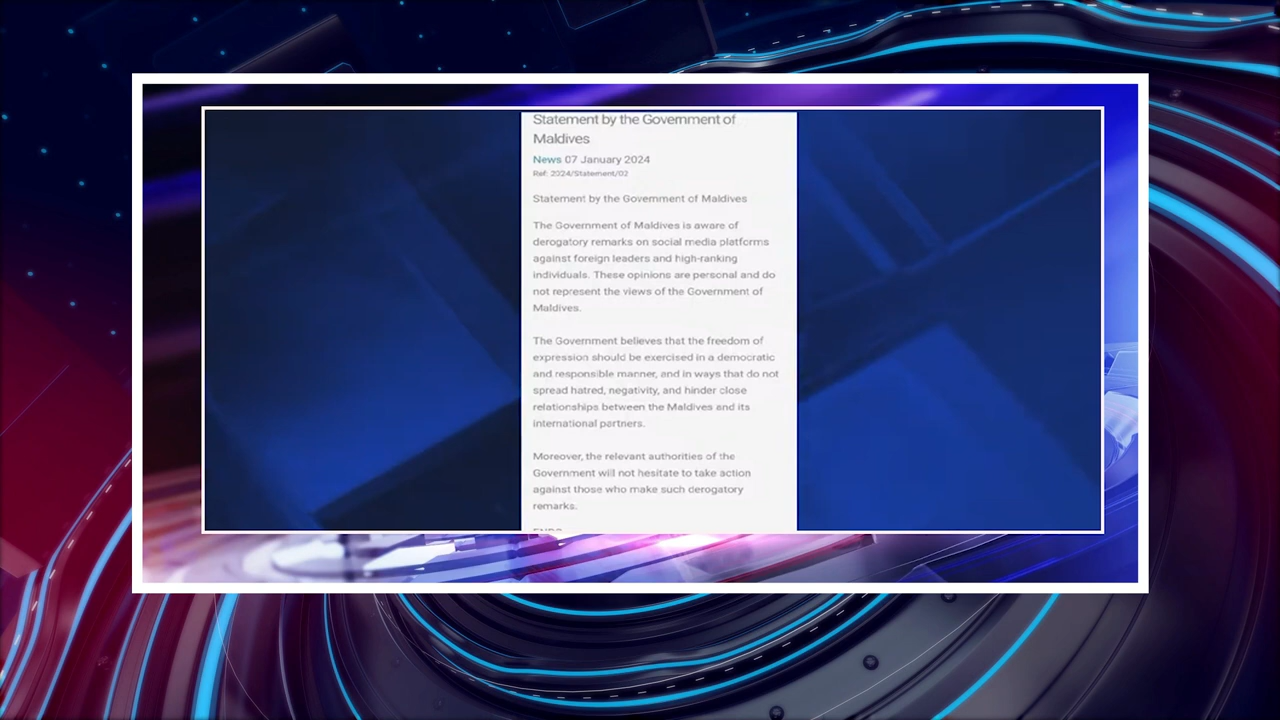 Statement by the Government of
Maldives
News 07 January 2024
Ref: 2024/Statement/02
Statement by the Government of Maldives
The Government of Maldives is aware of
derogatory remarks on social media platforms
against foreign leaders and high-ranking
individuals. These opinions are personal and do
not represent the views of the Government of
Maldives.
The Government believes that the freedom of
expression should be exercised in a democratic
and responsible manner, and in ways that do not
spread hatred, negativity, and hinder close
relationships between the Maldives and its
international partners.
Moreover, the relevant authorities of the
Government will not hesitate to take action
against those who make such derogatory
remarks.